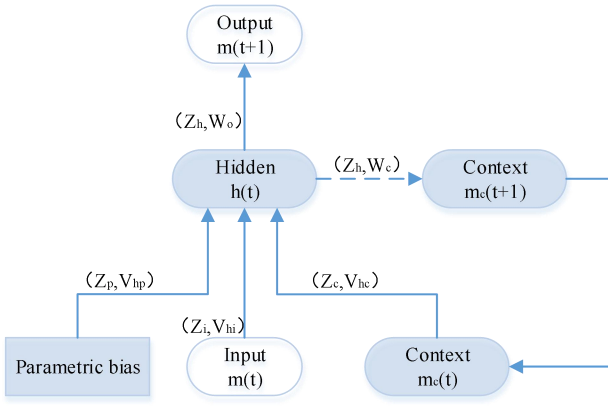 Output
m(t+1)
(Zh,Wo)
Hidden
h(t)
(Zh,Wc)
Context
mc(t+1)
(Zp,Vhp)
(Zc,Vhc)
(Zi,Vhi)
Parametric bias
Input
m(t)
Context
mc(t)